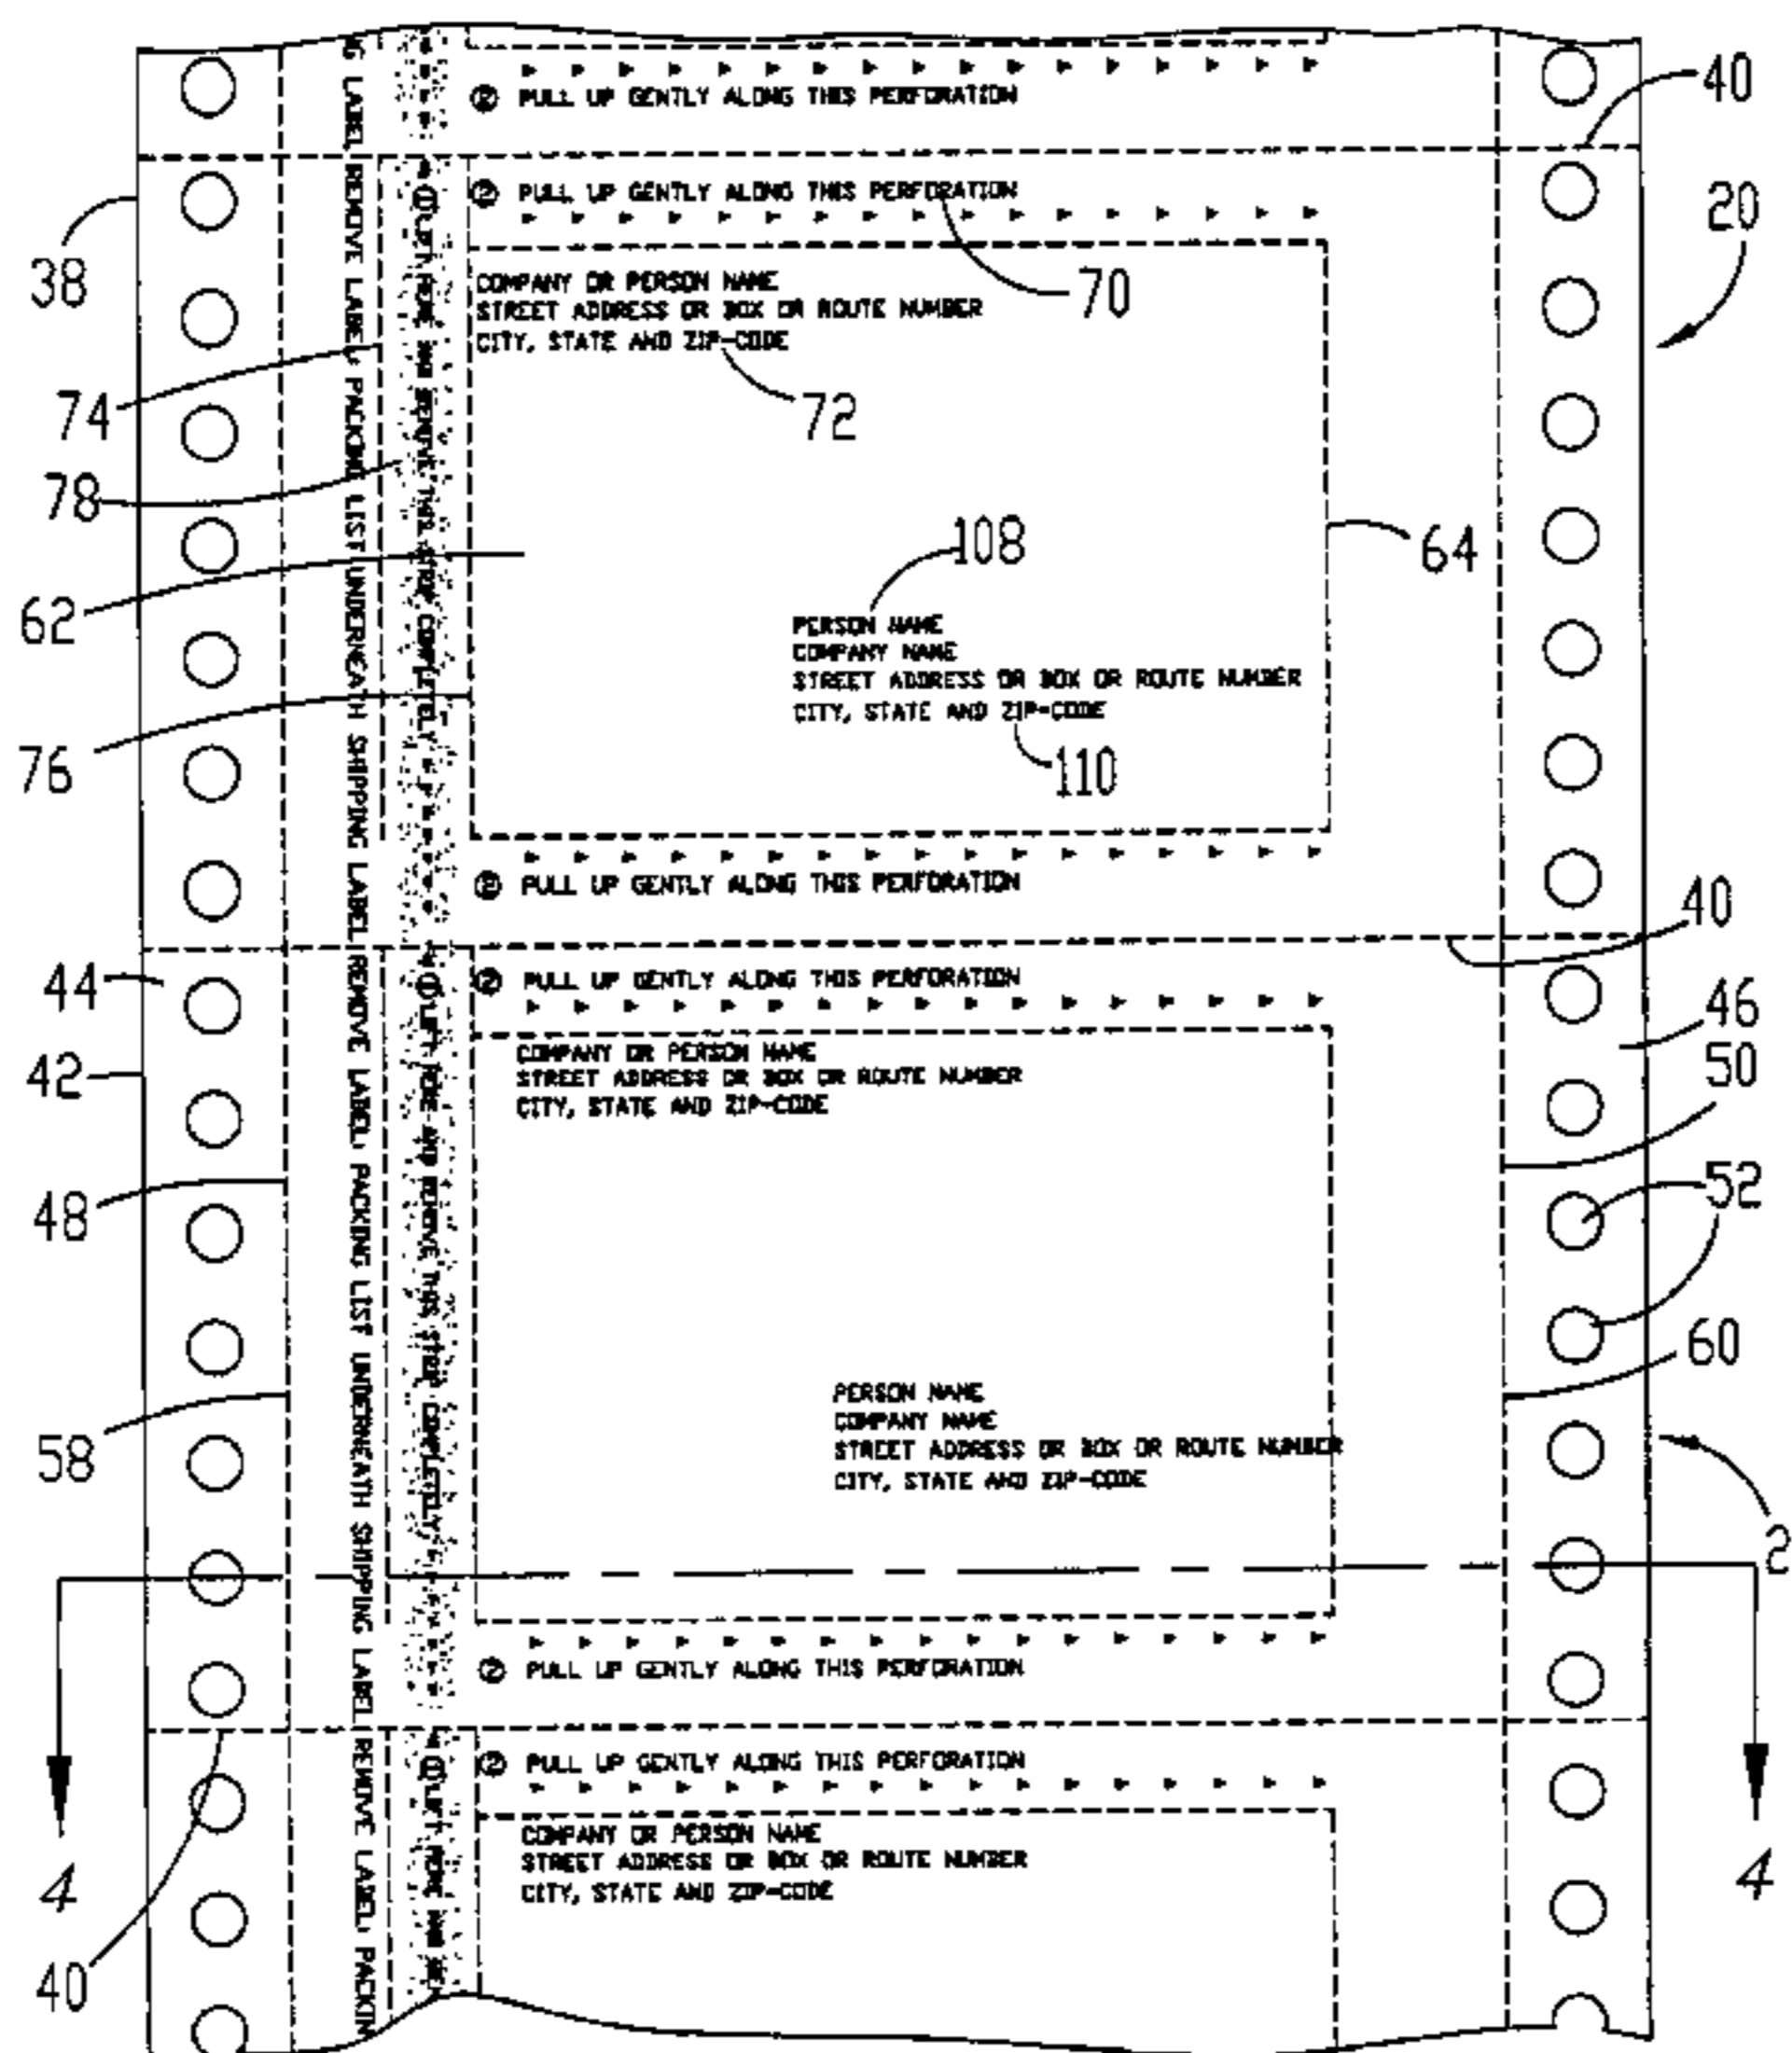 ② PULL UP GENTLY ALONG THIS PERFORATION
40
② PULL UP GENTLY ALONG THIS PERFORATION
38
20
70
COMPANY OR PERSON NAME
STREET ADDRESS OR BOX OR ROUTE NUMBER
CITY, STATE AND ZIP-CODE
74
72
78
108
64
62
PERSON NAME
COMPANY NAME
STREET ADDRESS OR BOX OR ROUTE NUMBER
CITY, STATE AND ZIP-CODE
76
110
② PULL UP GENTLY ALONG THIS PERFORATION
40
NG LABEL REMOVE LABEL; PACKING LIST UNDERNEATH SHIPPING LABEL REMOVE LABEL; PACKING LIST UNDERNEATH SHIPPING LABEL REMOVE LABEL; PACKIN
① LIFT HERE AND REMOVE THIS STRIP COMPLETELY
44
② PULL UP GENTLY ALONG THIS PERFORATION
46
42
COMPANY OR PERSON NAME
STREET ADDRESS OR BOX OR ROUTE NUMBER
CITY, STATE AND ZIP-CODE
50
① LIFT HERE AND REMOVE THIS STRIP COMPLETELY
48
52
60
58
PERSON NAME
COMPANY NAME
STREET ADDRESS OR BOX OR ROUTE NUMBER
CITY, STATE AND ZIP-CODE
2
② PULL UP GENTLY ALONG THIS PERFORATION
② PULL UP GENTLY ALONG THIS PERFORATION
① LIFT HERE AND
COMPANY OR PERSON NAME
STREET ADDRESS OR BOX OR ROUTE NUMBER
CITY, STATE AND ZIP-CODE
4
4
40